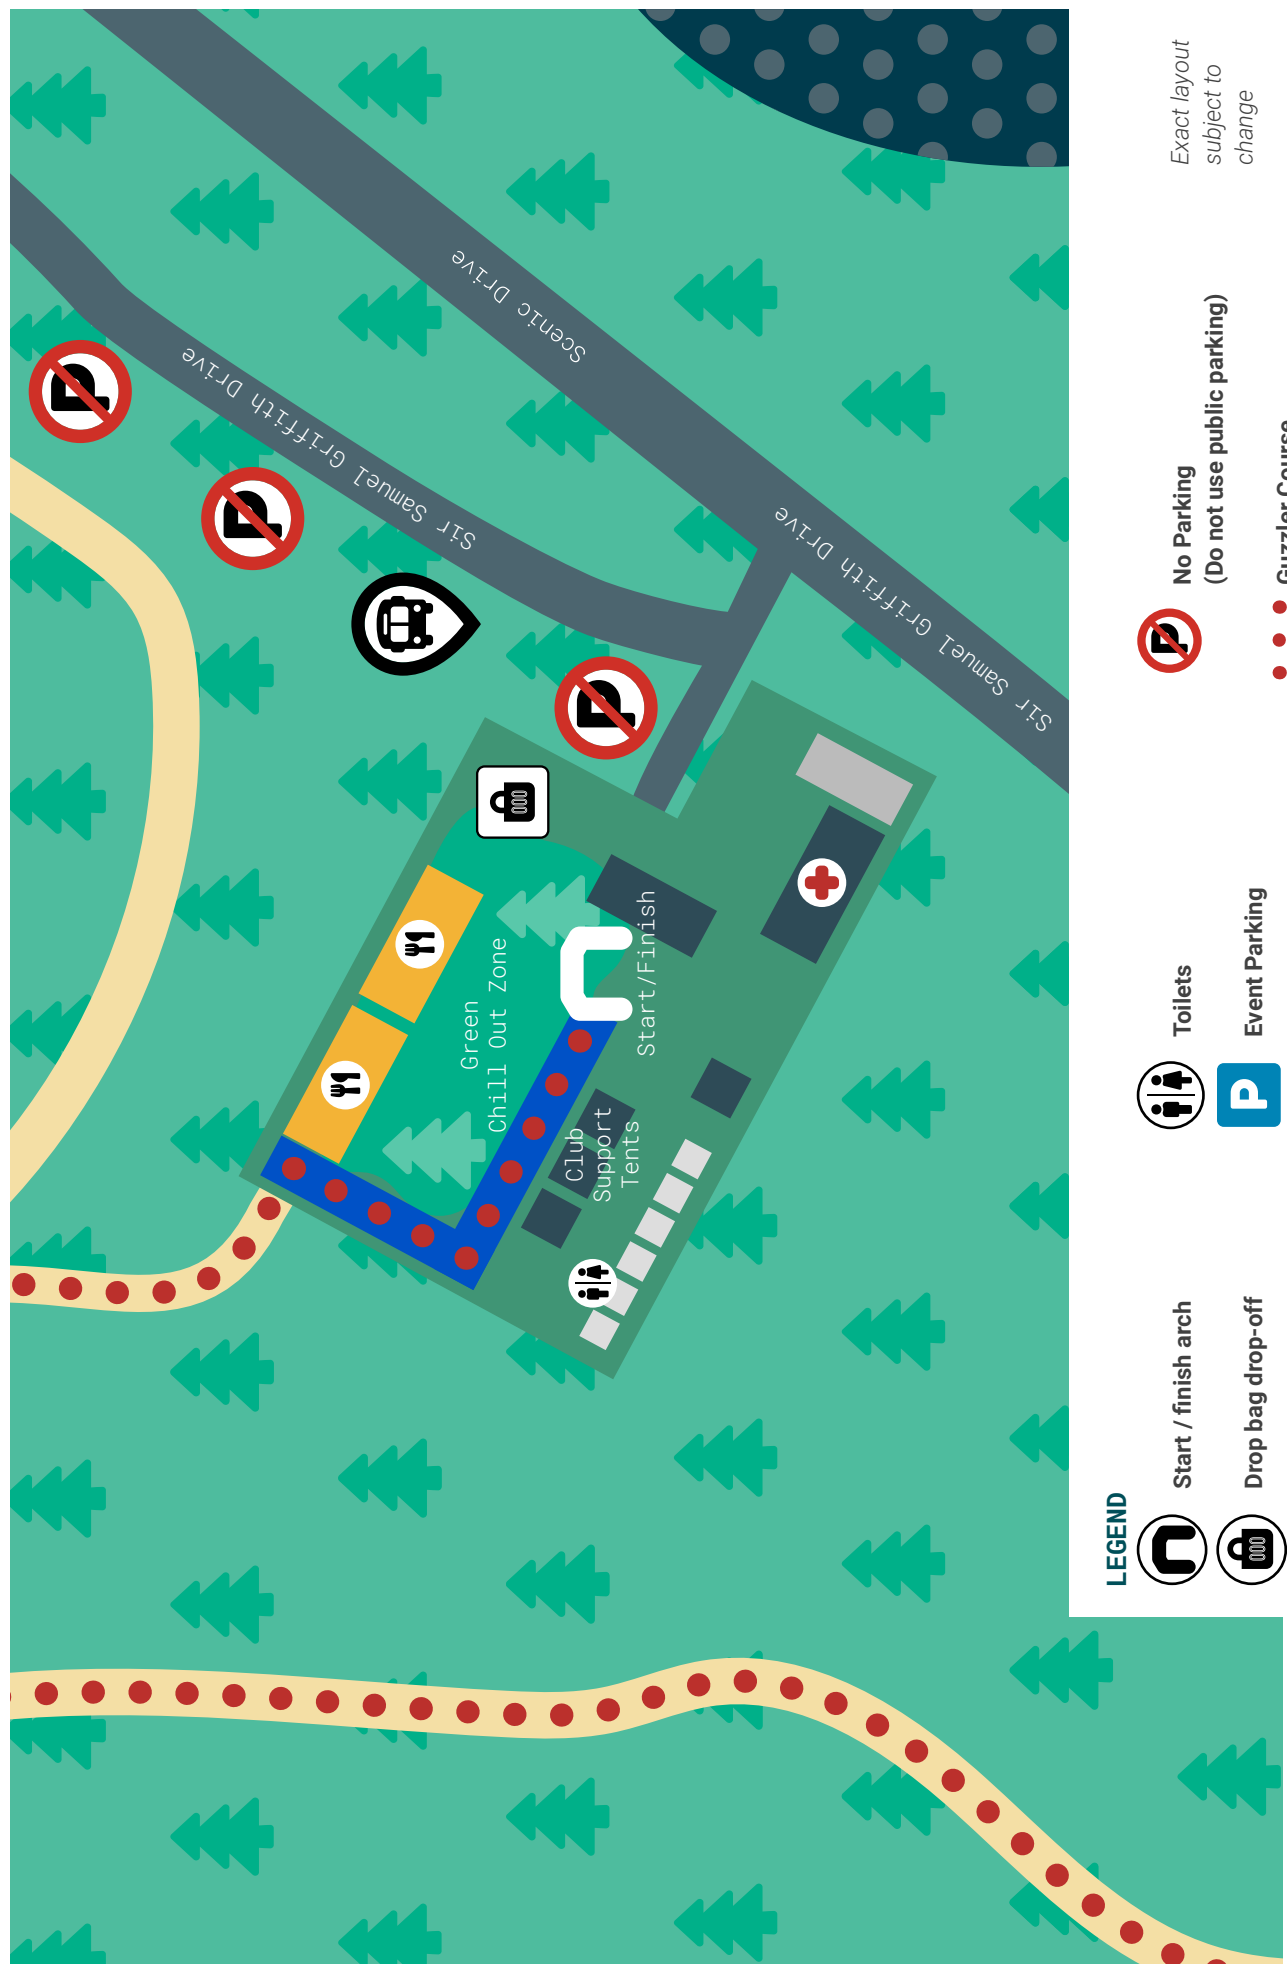 Scenic Drive
Sir Samuel Griffith Drive
Sir Samuel Griffith Drive
Green
Chill Out Zone
Start/Finish
Club
Support
Tents
LEGEND
Start / finish arch
Drop bag drop-off
Toilets
Event Parking
P
No Parking
(Do not use public parking)
Guzzler Course
Exact layout
subject to
change
P
P
P
P